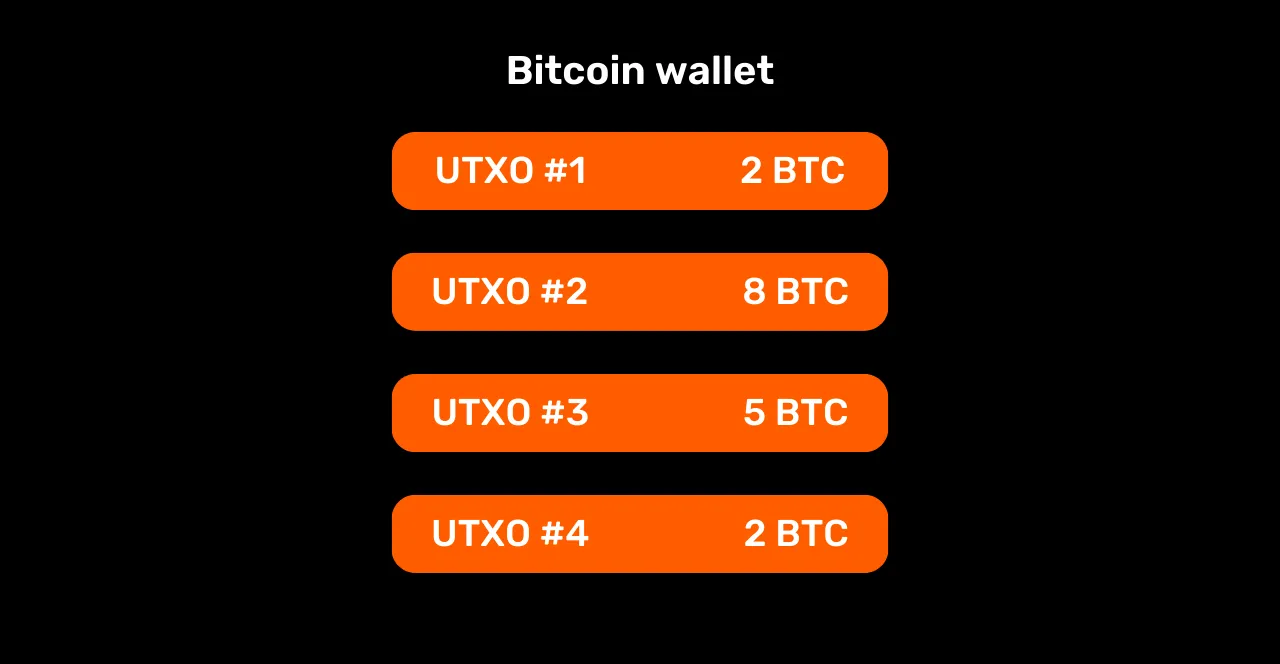 Bitcoin wallet
UTXO #1 2 BTC
UTXO #2 8 BTC
UTXO #3 5 BTC
UTXO #4 2 BTC